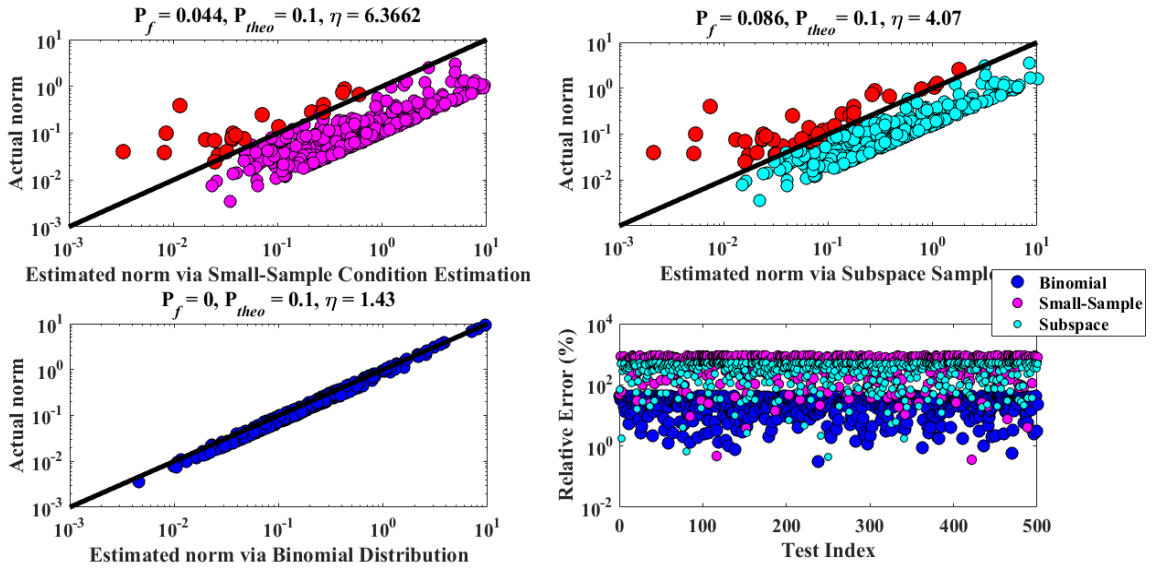 P_f = 0.044, P_theo = 0.1, η = 6.3662
10^1
10^0
10^-1
10^-2
10^-3
Actual norm
10^-3 10^-2 10^-1 10^0 10^1
Estimated norm via Small-Sample Condition Estimation
P_f = 0.086, P_theo = 0.1, η = 4.07
10^1
10^0
10^-1
10^-2
10^-3
Actual norm
10^-3 10^-2 10^-1 10^0 10^1
Estimated norm via Subspace
P_f = 0, P_theo = 0.1, η = 1.43
10^1
10^0
10^-1
10^-2
10^-3
Actual norm
10^-3 10^-2 10^-1 10^0 10^1
Estimated norm via Binomial Distribution
Binomial
Small-Sample
Subspace
10^4
10^2
10^0
10^-2
Relative Error (%)
0 100 200 300 400 500
Test Index